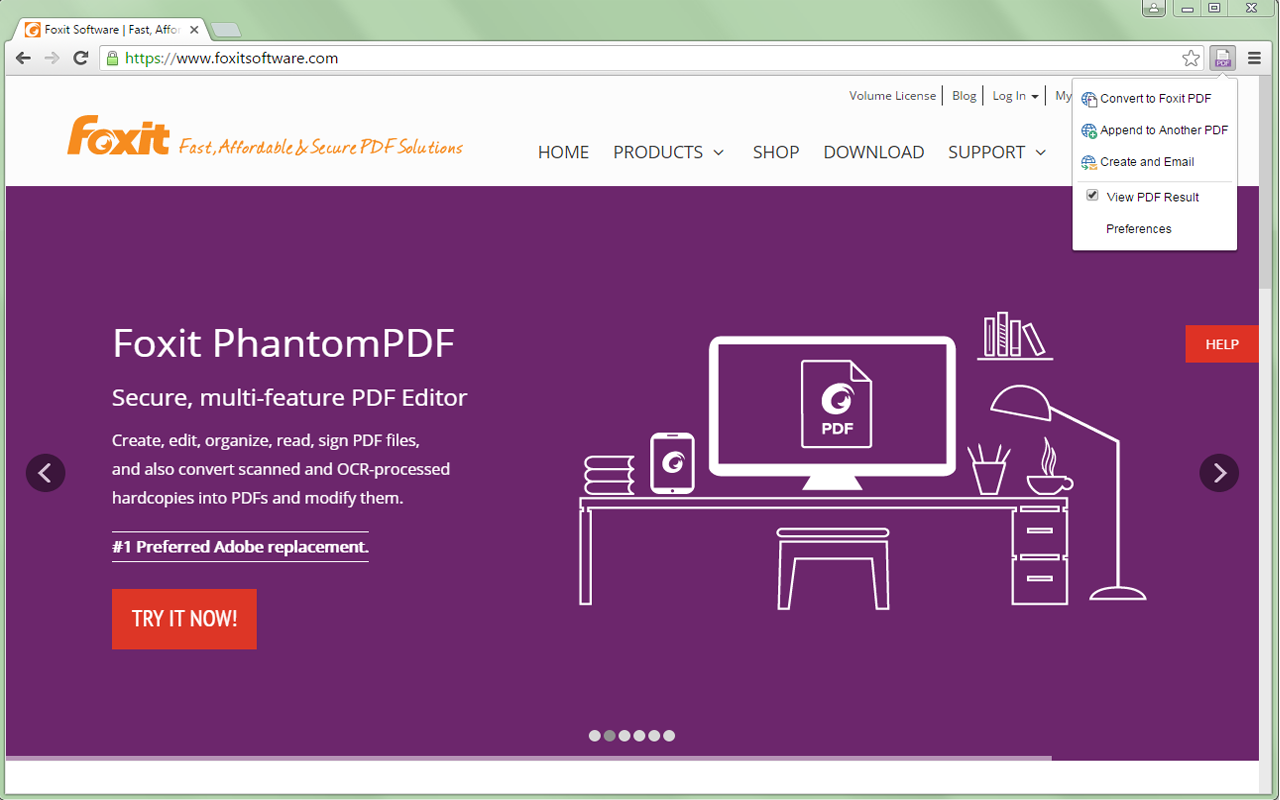 Foxit Software | Fast, Affor
https://www.foxitsoftware.com
PDF
Volume License
Blog
Log In
My
Convert to Foxit PDF
Append to Another PDF
Create and Email
View PDF Result
Preferences
Foxit Fast, Affordable & Secure PDF Solutions
HOME
PRODUCTS
SHOP
DOWNLOAD
SUPPORT
Foxit PhantomPDF
Secure, multi-feature PDF Editor
Create, edit, organize, read, sign PDF files,
and also convert scanned and OCR-processed
hardcopies into PDFs and modify them.
#1 Preferred Adobe replacement.
TRY IT NOW!
PDF
HELP